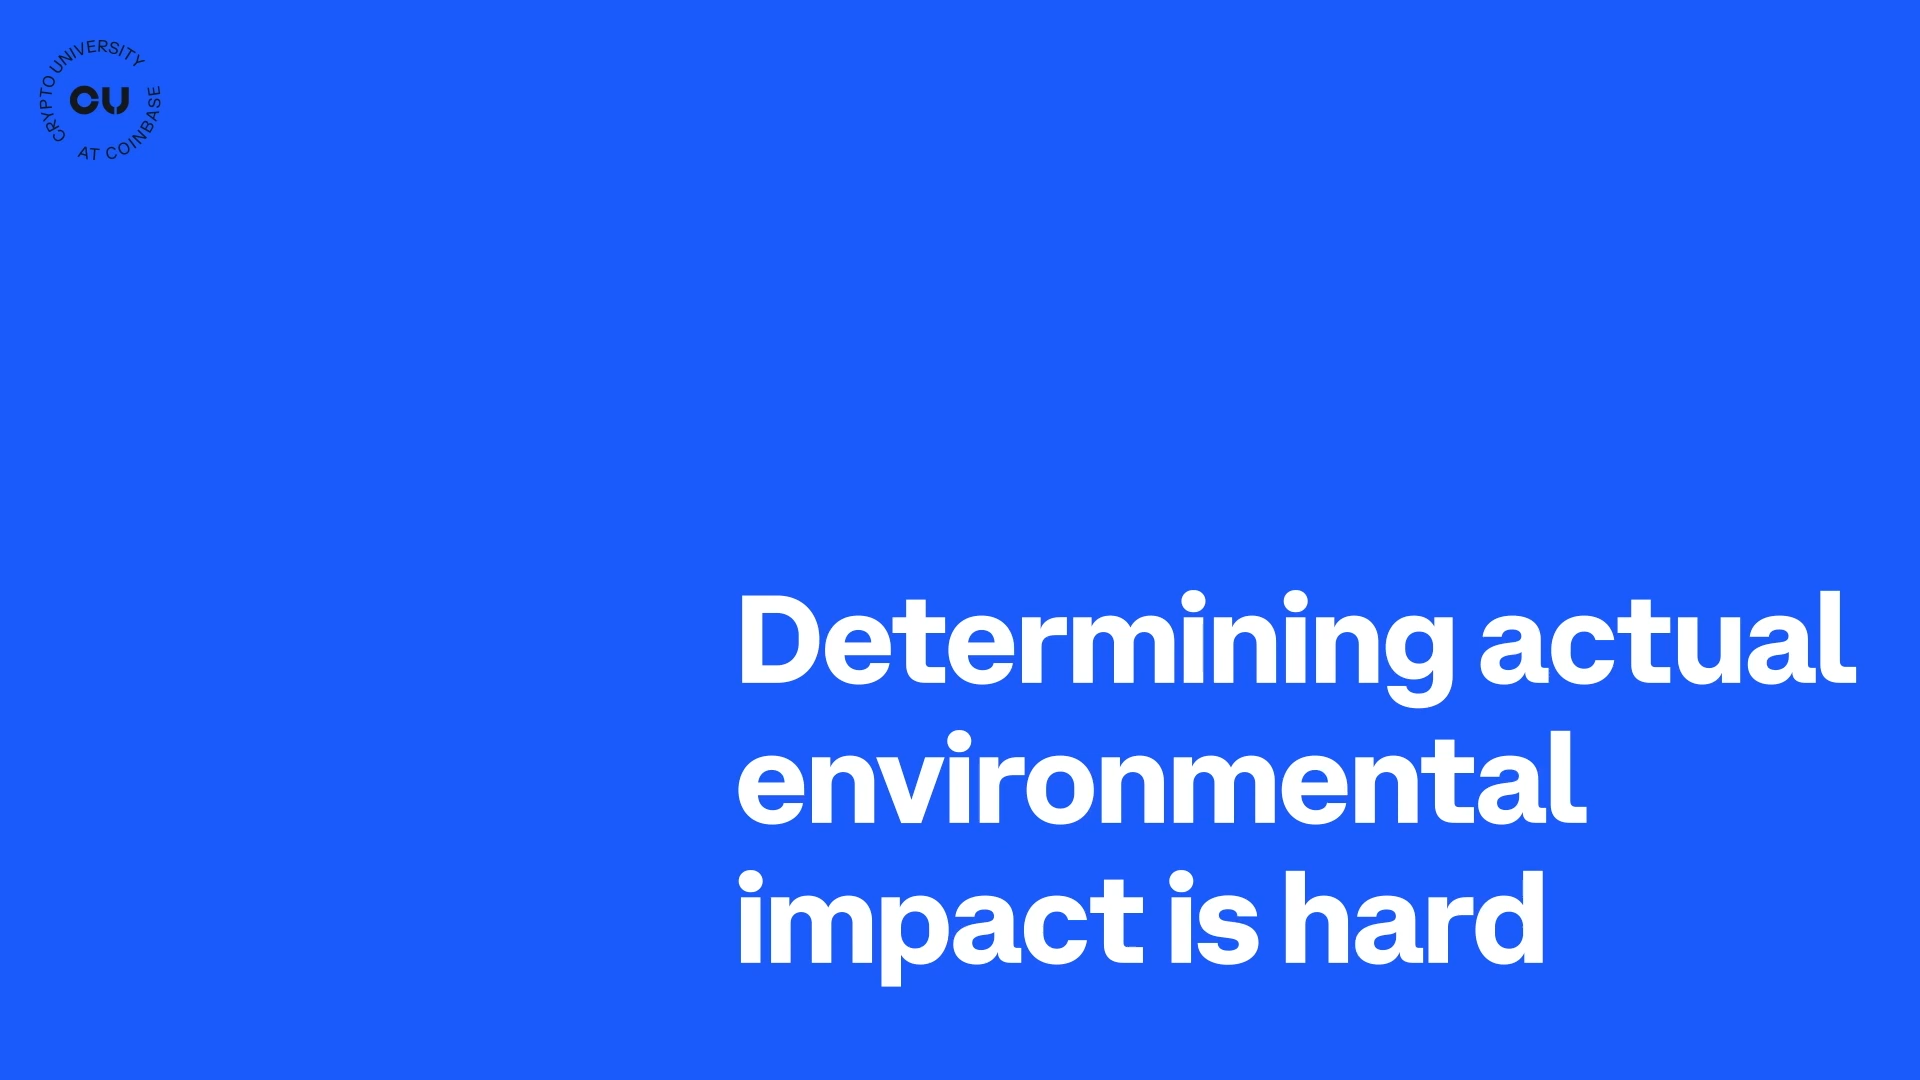 CRYPTO UNIVERSITY
CU
AT COINBASE
Determining actual
environmental
impact is hard